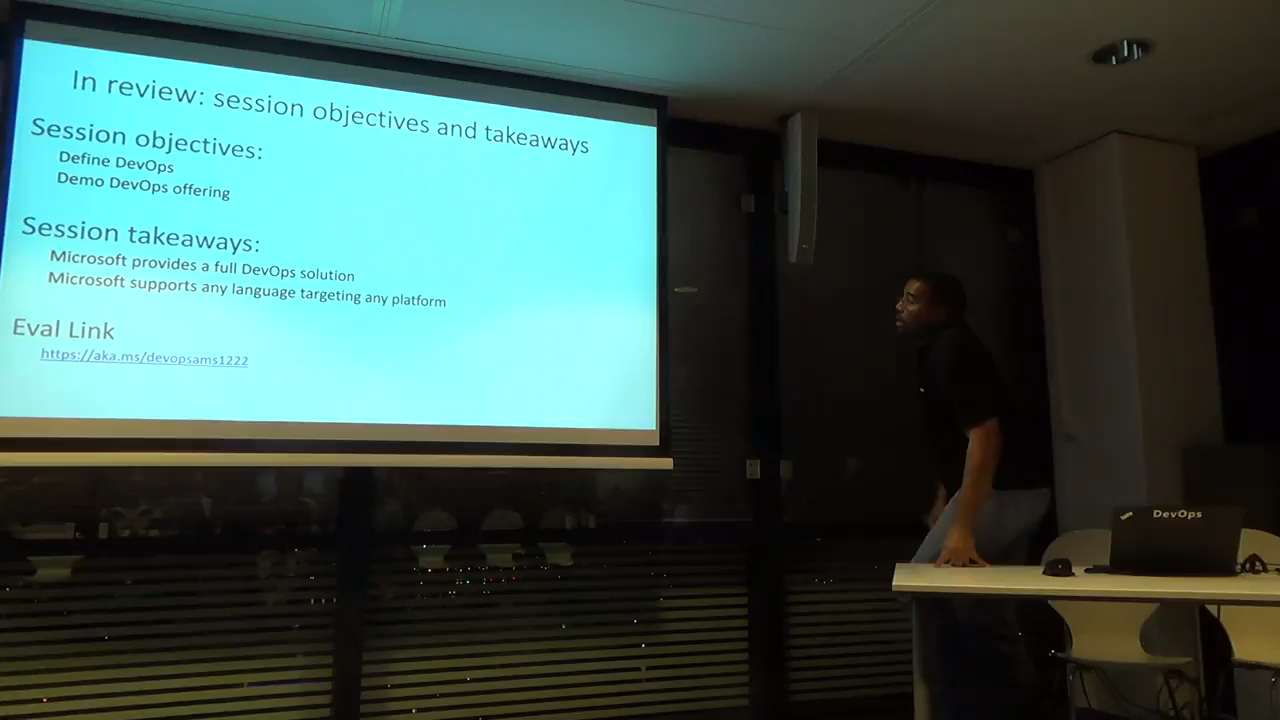 In review: session objectives and takeaways
Session objectives:
Define DevOps
Demo DevOps offering
Session takeaways:
Microsoft provides a full DevOps solution
Microsoft supports any language targeting any platform
Eval Link
https://aka.ms/devopsams1222
DevOps